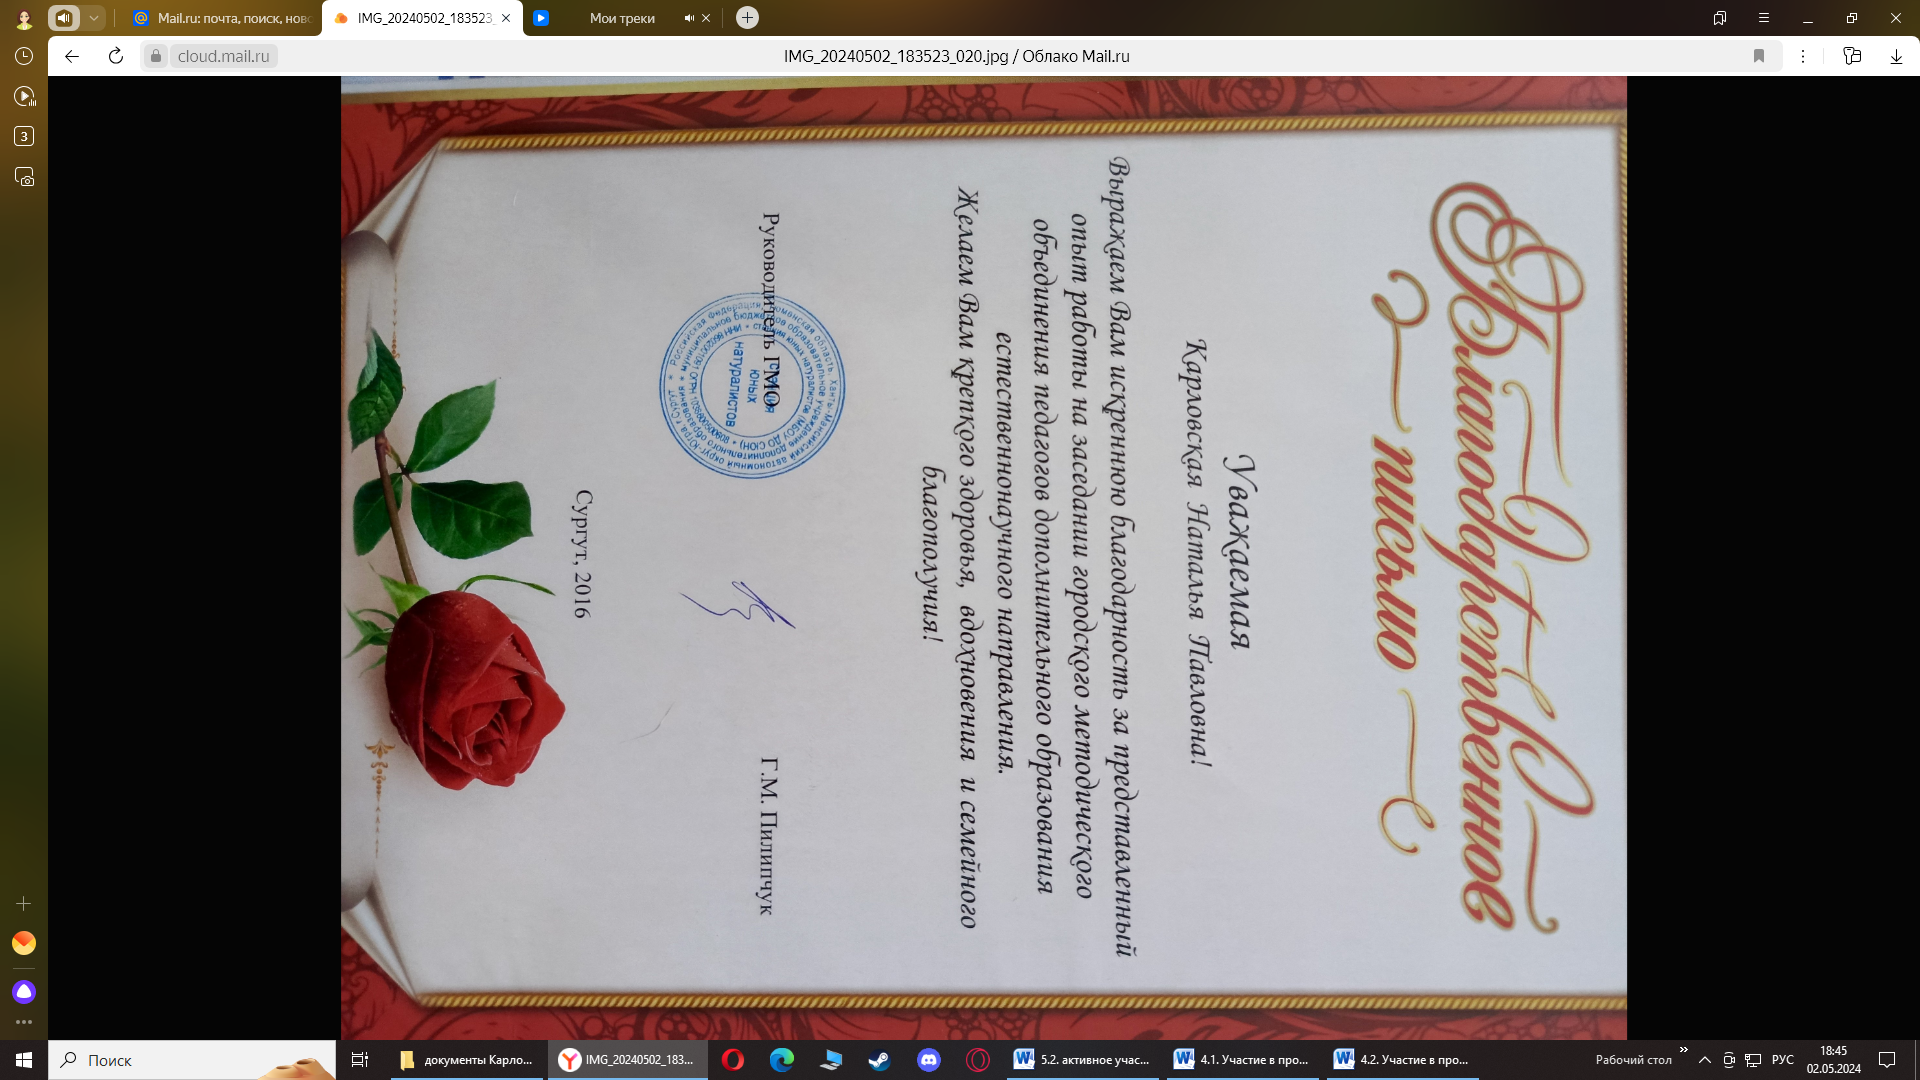 Mail.ru: почта, поиск, ново
IMG_20240502_183523_
Мои треки
cloud.mail.ru
IMG_20240502_183523_020.jpg / Облако Mail.ru
3
Благодарственное
письмо
Уважаемая
Карловская Наталья Павловна!
Выражаем Вам искреннюю благодарность за представленный
опыт работы на заседании городского методического
объединения педагогов дополнительного образования
естественнонаучного направления.
Желаем Вам крепкого здоровья, вдохновения и семейного
благополучия!
Руководитель ГМО
Г.М. Пилипчук
юных
натуралистов
Сургут, 2016
Поиск
документы Карло...
IMG_20240502_183...
5.2. активное учас...
4.1. Участие в про...
4.2. Участие в про...
Рабочий стол
РУС
18:45
02.05.2024